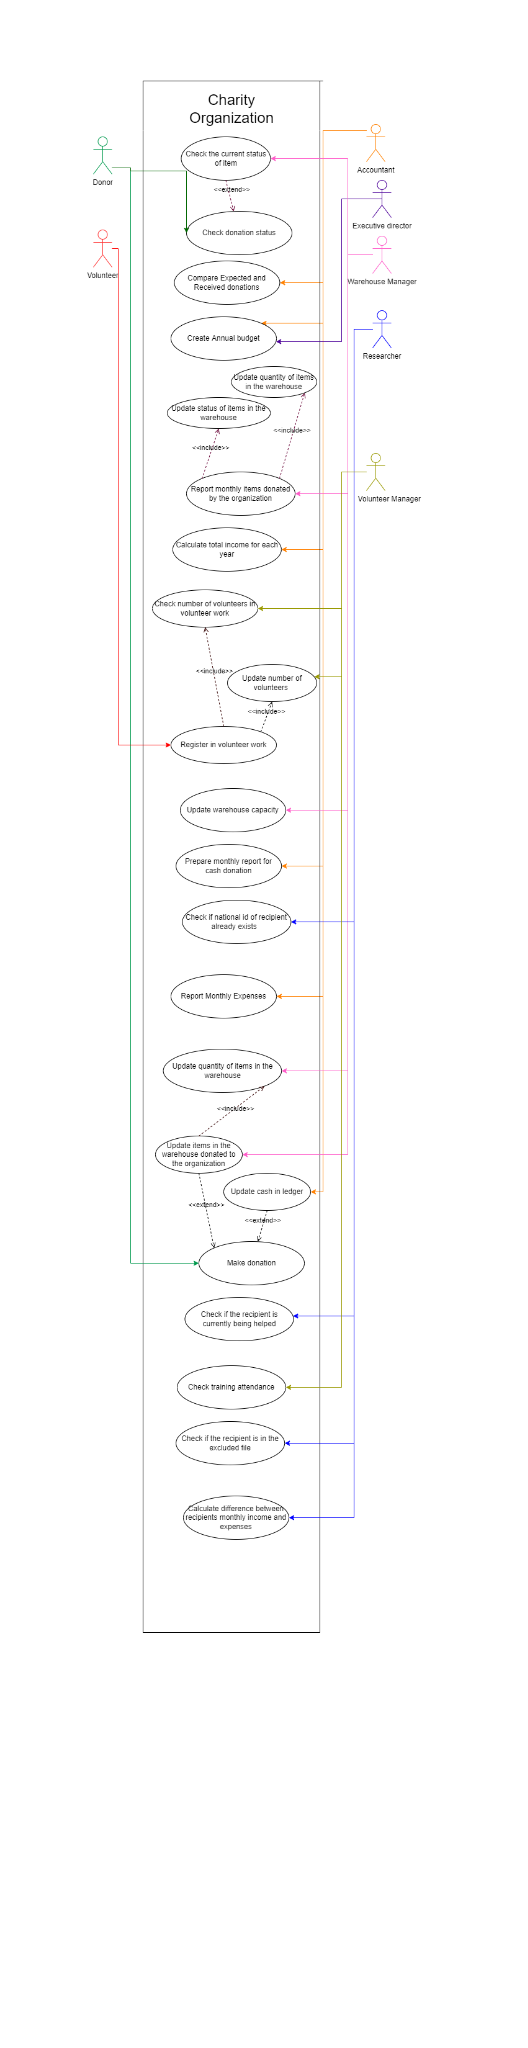 Charity
Organization
Donor
Check the current status
of item
Accountant
<<extend>>
Executive director
Check donation status
Volunteer
Warehouse Manager
Compare Expected and
Received donations
Create Annual budget
Researcher
Update quantity of items
in the warehouse
Update status of items in the
warehouse
<<include>>
<<include>>
Report monthly items donated
by the organization
Volunteer Manager
Calculate total income for each
year
Check number of volunteers in
volunteer work
<<include>>
Update number of
volunteers
<<include>>
Register in volunteer work
Update warehouse capacity
Prepare monthly report for
cash donation
Check if national id of recipient
already exists
Report Monthly Expenses
Update quantity of items in the
warehouse
<<include>>
Update items in the
warehouse donated to
the organization
Update cash in ledger
<<extend>>
<<extend>>
Make donation
Check if the recipient is
currently being helped
Check training attendance
Check if the recipient is in the
excluded file
Calculate difference between
recipients monthly income and
expenses